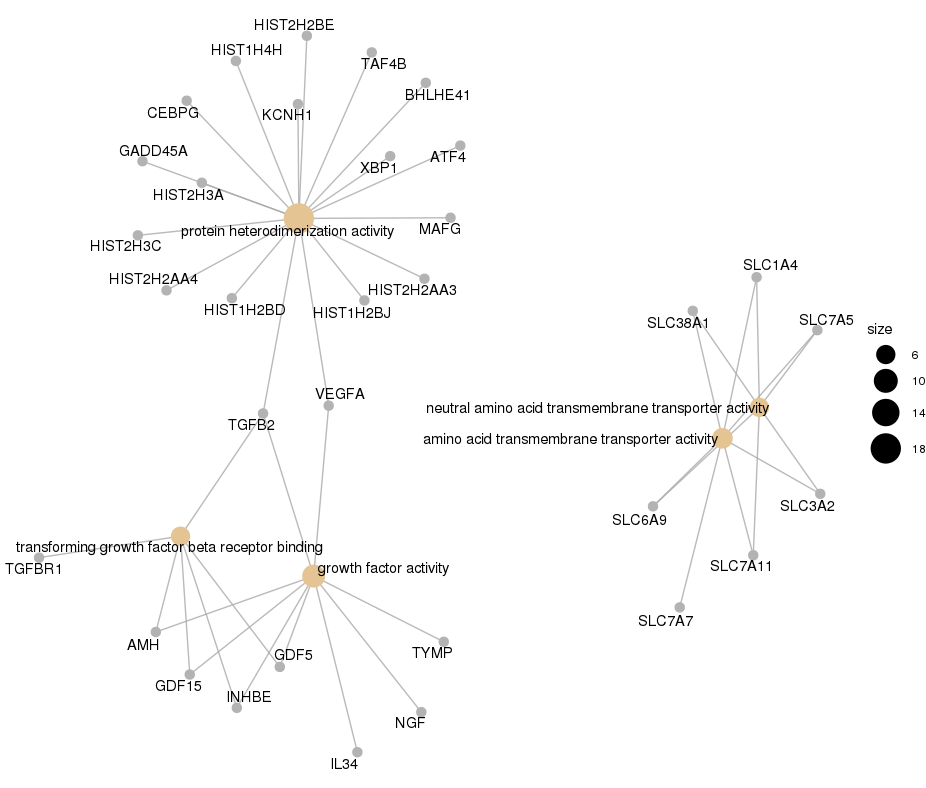 HIST2H2BE
HIST1H4H
TAF4B
BHLHE41
CEBPG
KCNH1
GADD45A
ATF4
XBP1
HIST2H3A
protein heterodimerization activity
MAFG
HIST2H3C
HIST2H2AA4
HIST2H2AA3
HIST1H2BD
HIST1H2BJ
SLC1A4
SLC38A1
SLC7A5
size
6
10
14
18
VEGFA
TGFB2
neutral amino acid transmembrane transporter activity
amino acid transmembrane transporter activity
SLC6A9
SLC3A2
SLC7A11
SLC7A7
transforming growth factor beta receptor binding
TGFBR1
growth factor activity
AMH
GDF5
TYMP
GDF15
INHBE
NGF
IL34